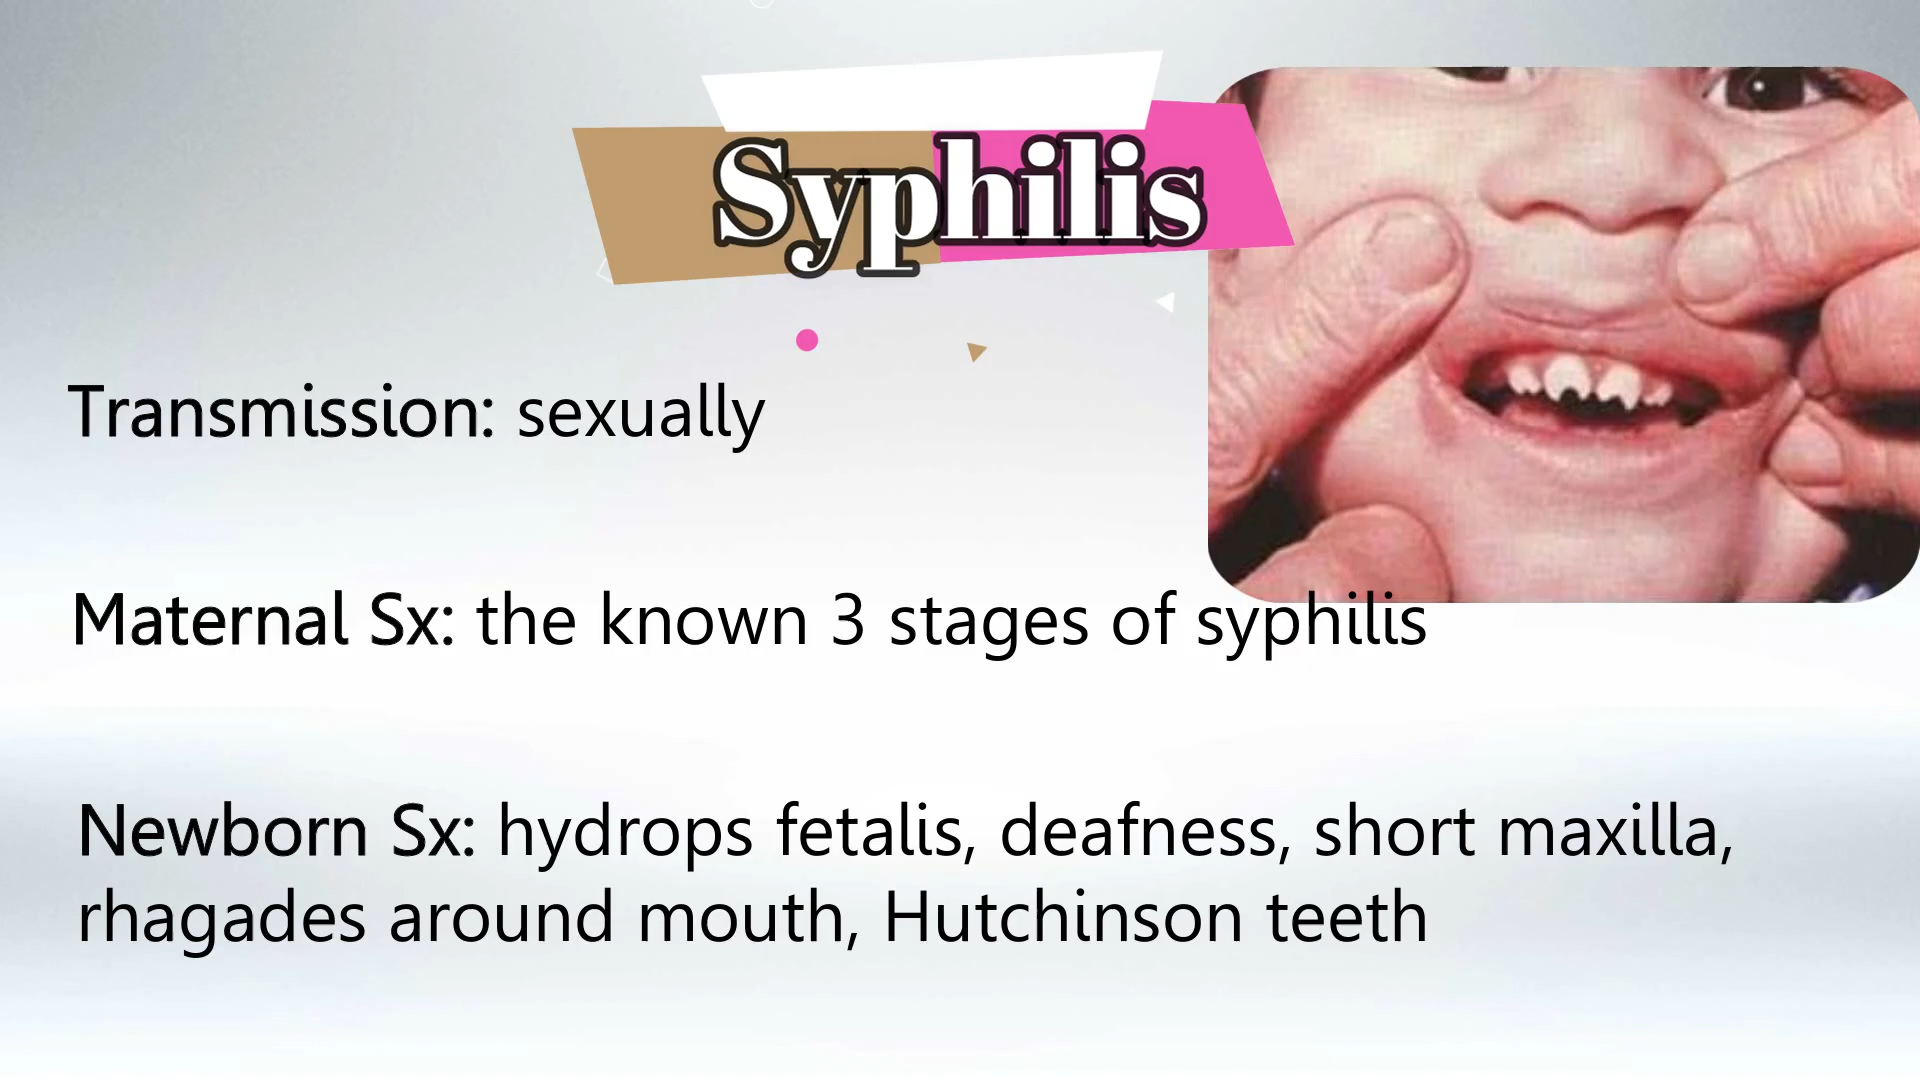 Syphilis
Transmission: sexually
Maternal Sx: the known 3 stages of syphilis
Newborn Sx: hydrops fetalis, deafness, short maxilla,
rhagades around mouth, Hutchinson teeth